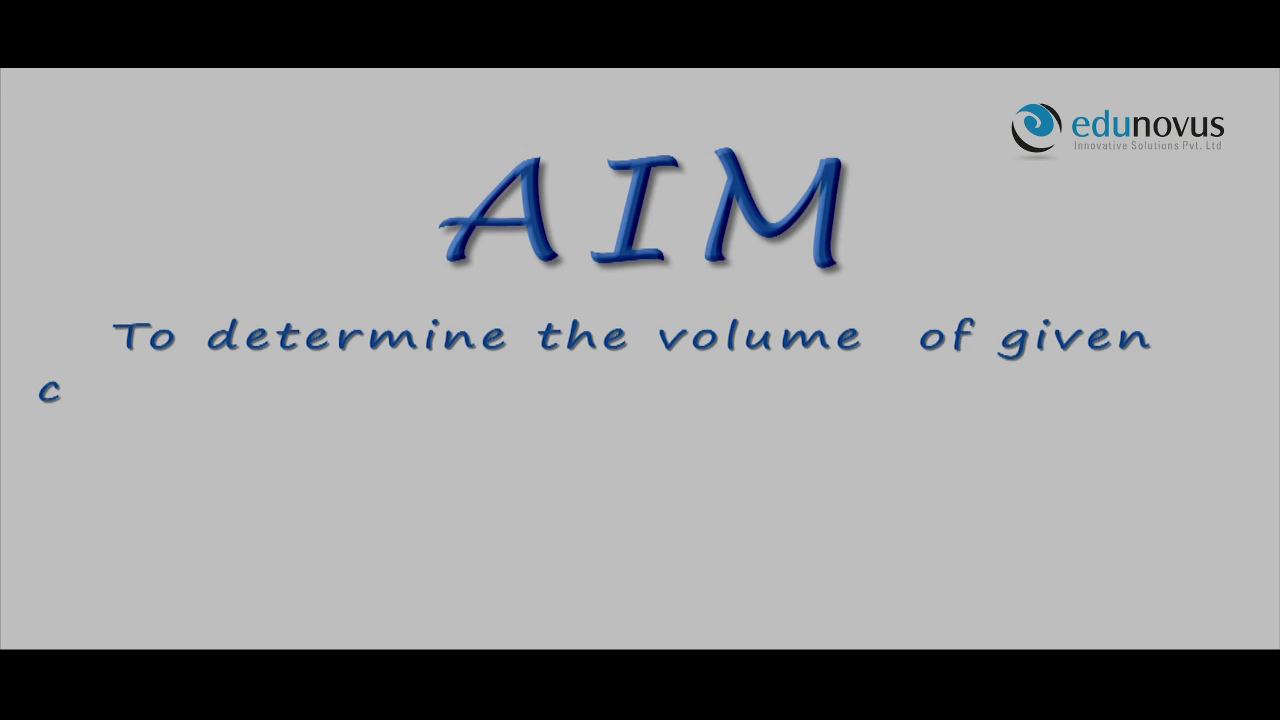 edunovus
Innovative Solutions Pvt. Ltd
AIM
To determine the volume of given
c